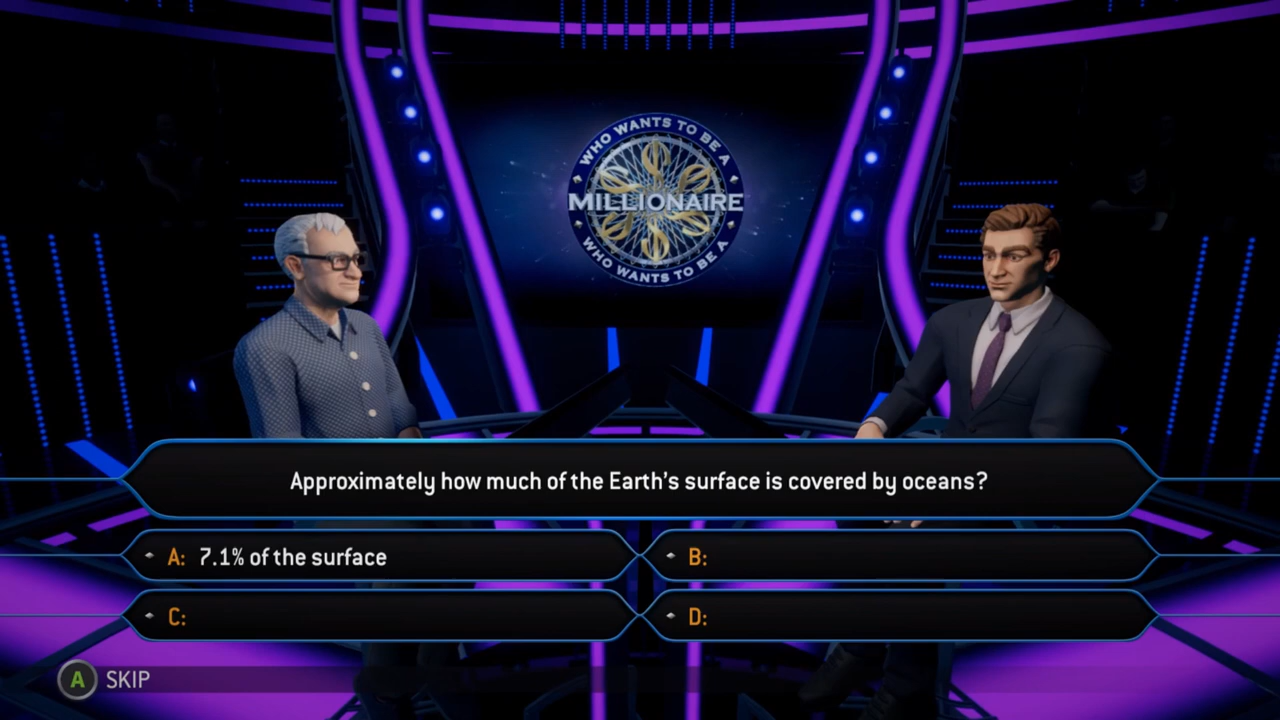 WHO WANTS TO BE A
MILLIONAIRE
WHO WANTS TO BE A
Approximately how much of the Earth's surface is covered by oceans?
A: 7.1% of the surface
B:
C:
D:
A SKIP